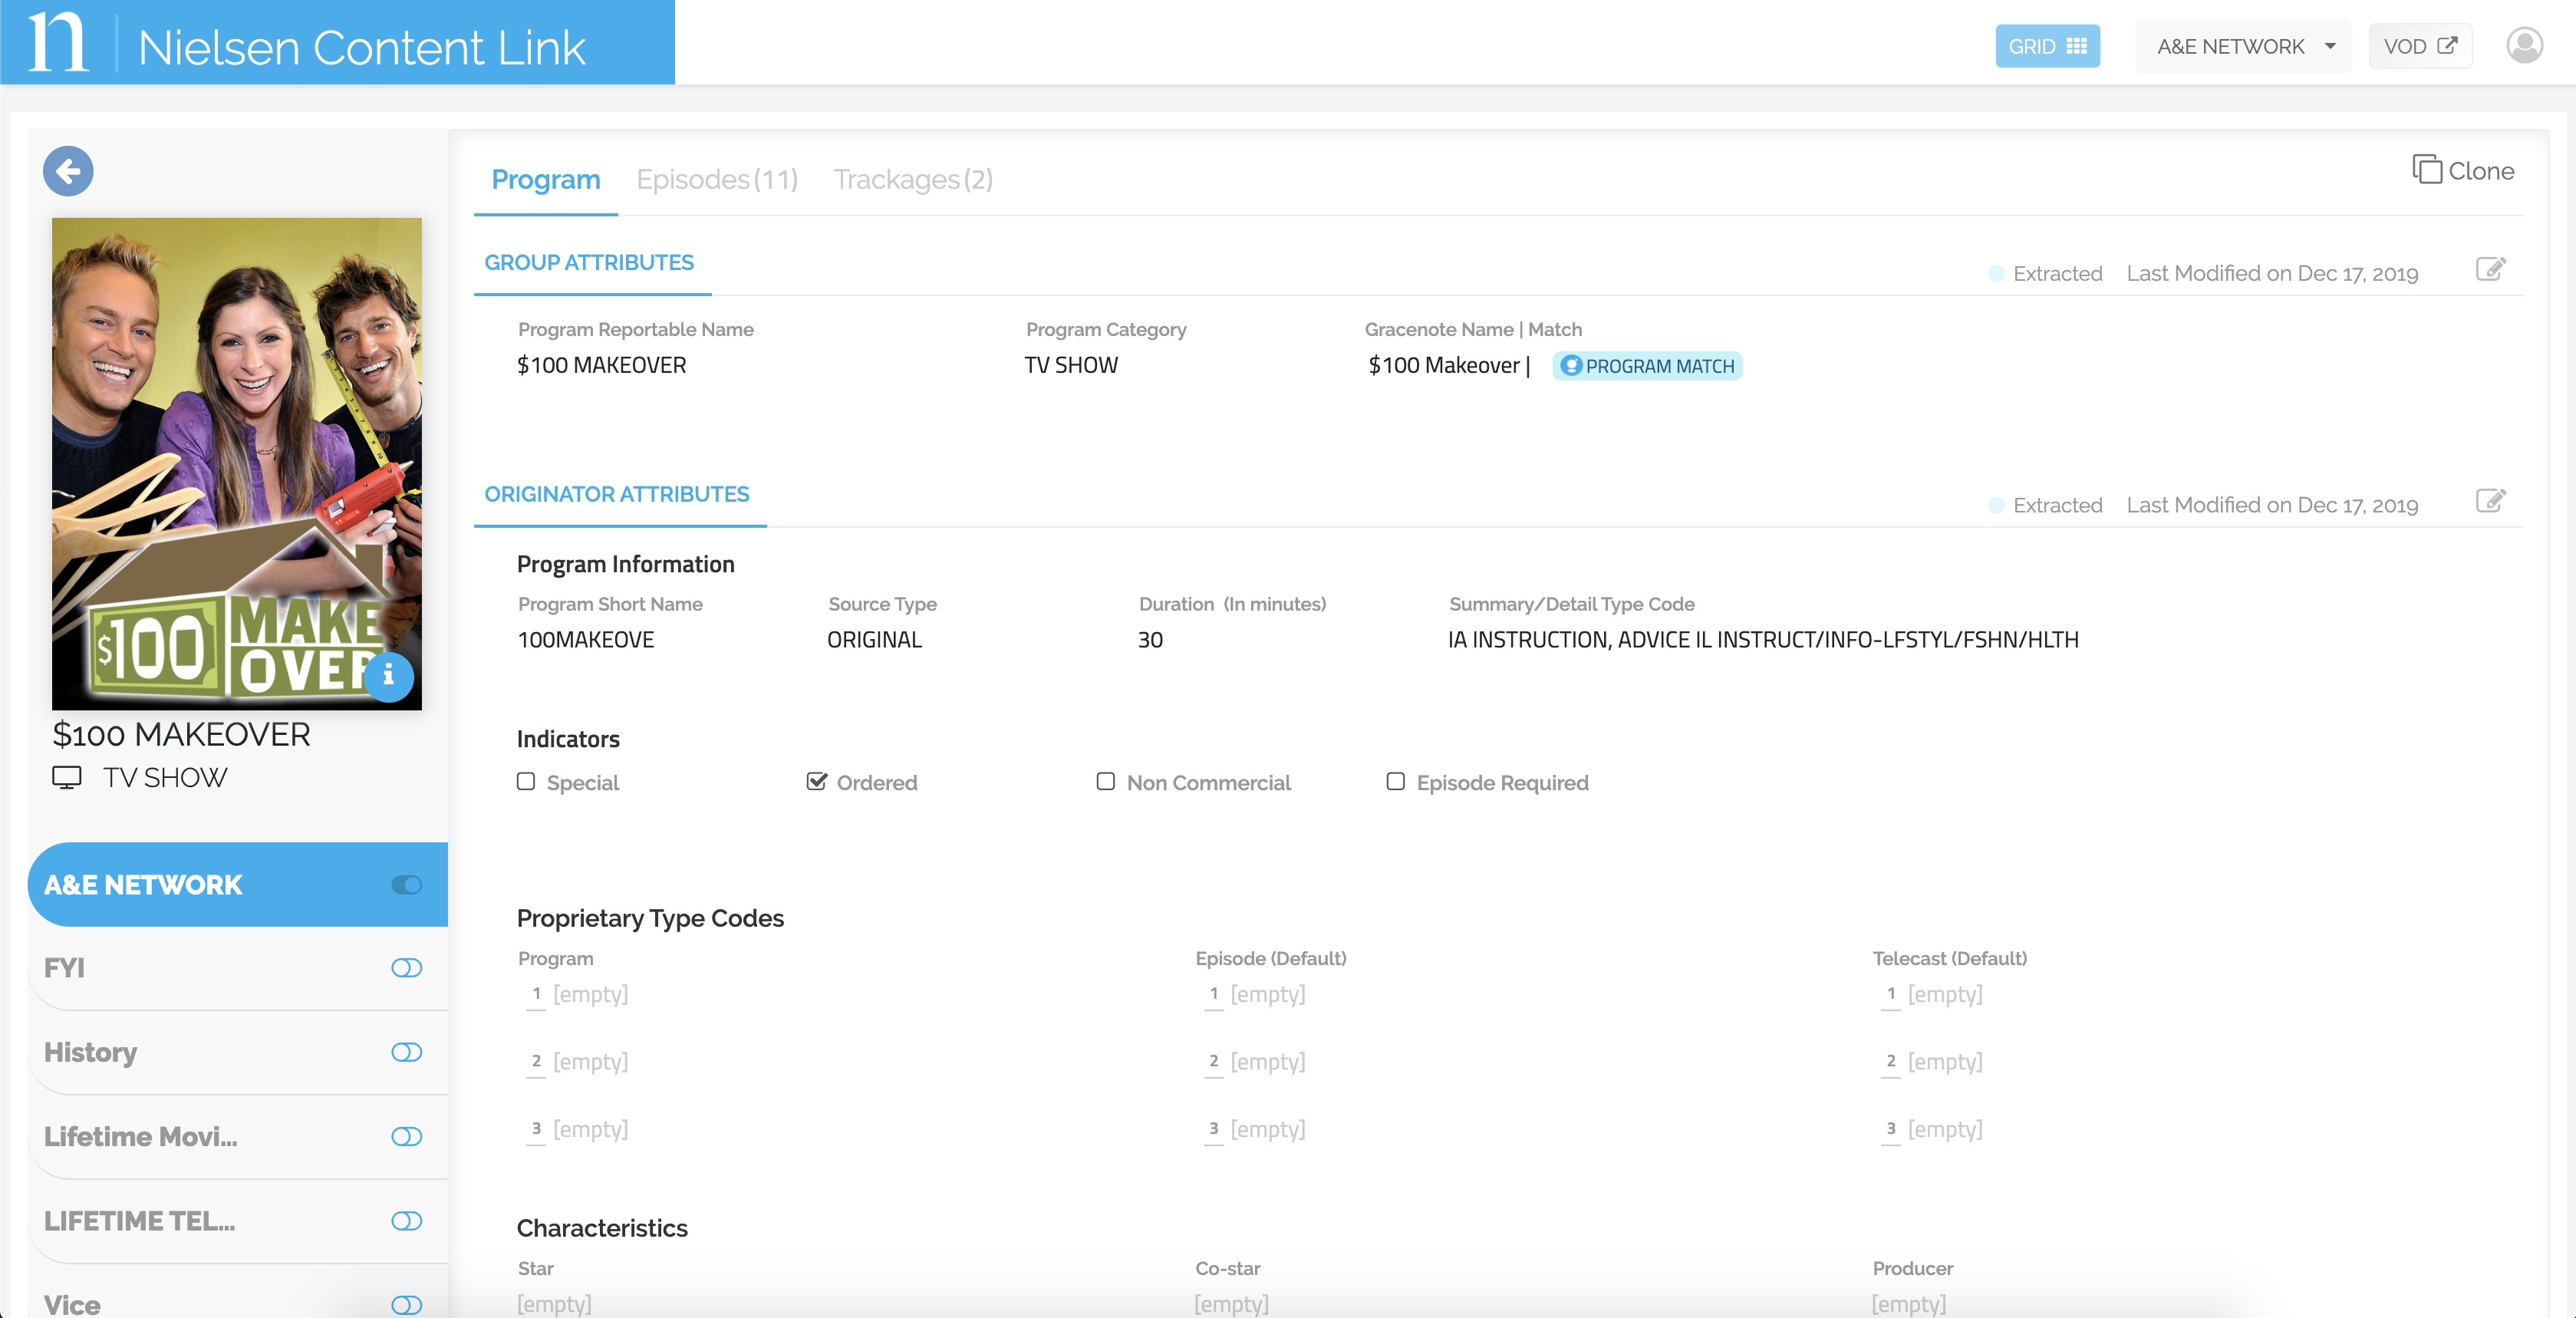 n | Nielsen Content Link
GRID
A&E NETWORK
VOD
Program Episodes (11) Trackages (2)
Clone
GROUP ATTRIBUTES
Extracted Last Modified on Dec 17, 2019
Program Reportable Name Program Category Gracenote Name | Match
$100 MAKEOVER TV SHOW $100 Makeover | PROGRAM MATCH
ORIGINATOR ATTRIBUTES
Extracted Last Modified on Dec 17, 2019
Program Information
Program Short Name Source Type Duration (In minutes) Summary/Detail Type Code
100MAKEOVE ORIGINAL 30 IA INSTRUCTION, ADVICE IL INSTRUCT/INFO-LFSTYL/FSHN/HLTH
Indicators
Special Ordered Non Commercial Episode Required
Proprietary Type Codes
Program Episode (Default) Telecast (Default)
1 [empty] 1 [empty] 1 [empty]
2 [empty] 2 [empty] 2 [empty]
3 [empty] 3 [empty] 3 [empty]
Characteristics
Star Co-star Producer
[empty] [empty] [empty]
$100 MAKE
OVER
i
$100 MAKEOVER
TV SHOW
A&E NETWORK
FYI
History
Lifetime Movi...
LIFETIME TEL...
Vice